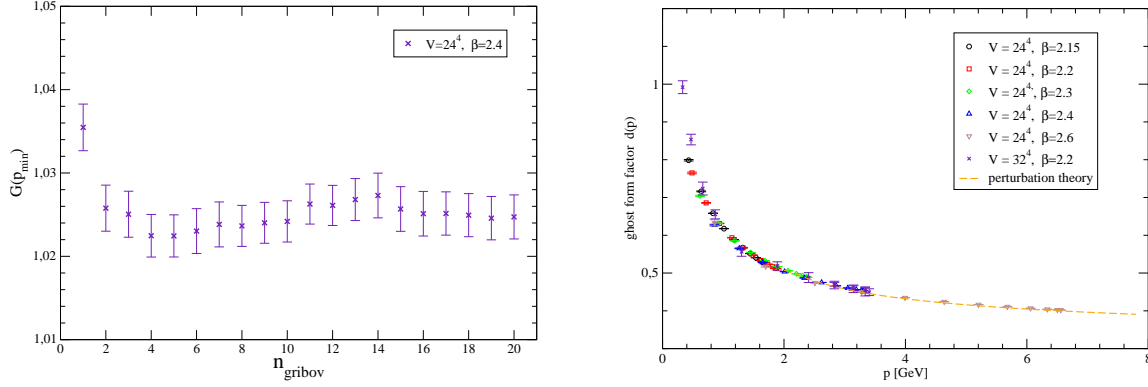 1,05
1,04
1,03
1,02
1,01
G(p_min)
V=24^4, β=2.4
0 2 4 6 8 10 12 14 16 18 20
n_gribov
1
0,5
ghost form factor d(p)
V = 24^4, β=2.15
V = 24^4, β=2.2
V = 24^4, β=2.3
V = 24^4, β=2.4
V = 24^4, β=2.6
V = 32^4, β=2.2
perturbation theory
0 2 4 6 8
p [GeV]